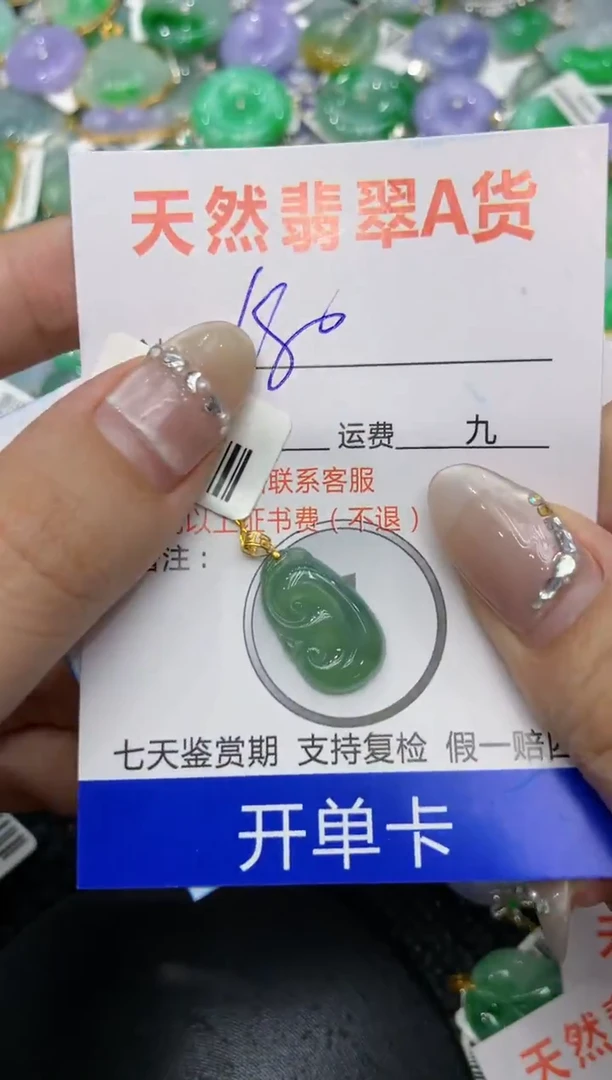 天然翡翠A货
180
运费 九
联系客服
以上证书费（不退）
注：
七天鉴赏期 支持复检 假一赔
开单卡
天然